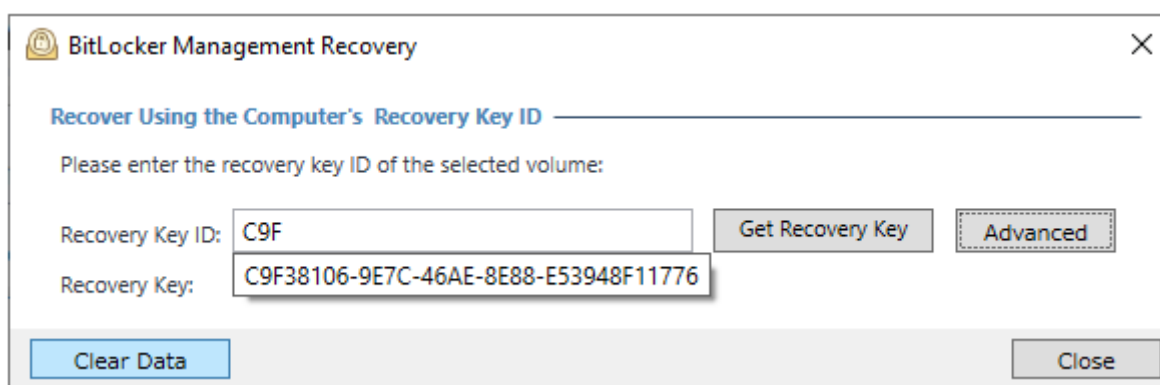 BitLocker Management Recovery
Recover Using the Computer's Recovery Key ID
Please enter the recovery key ID of the selected volume:
Recovery Key ID: C9F Get Recovery Key Advanced
C9F38106-9E7C-46AE-8E88-E53948F11776
Recovery Key:
Clear Data Close